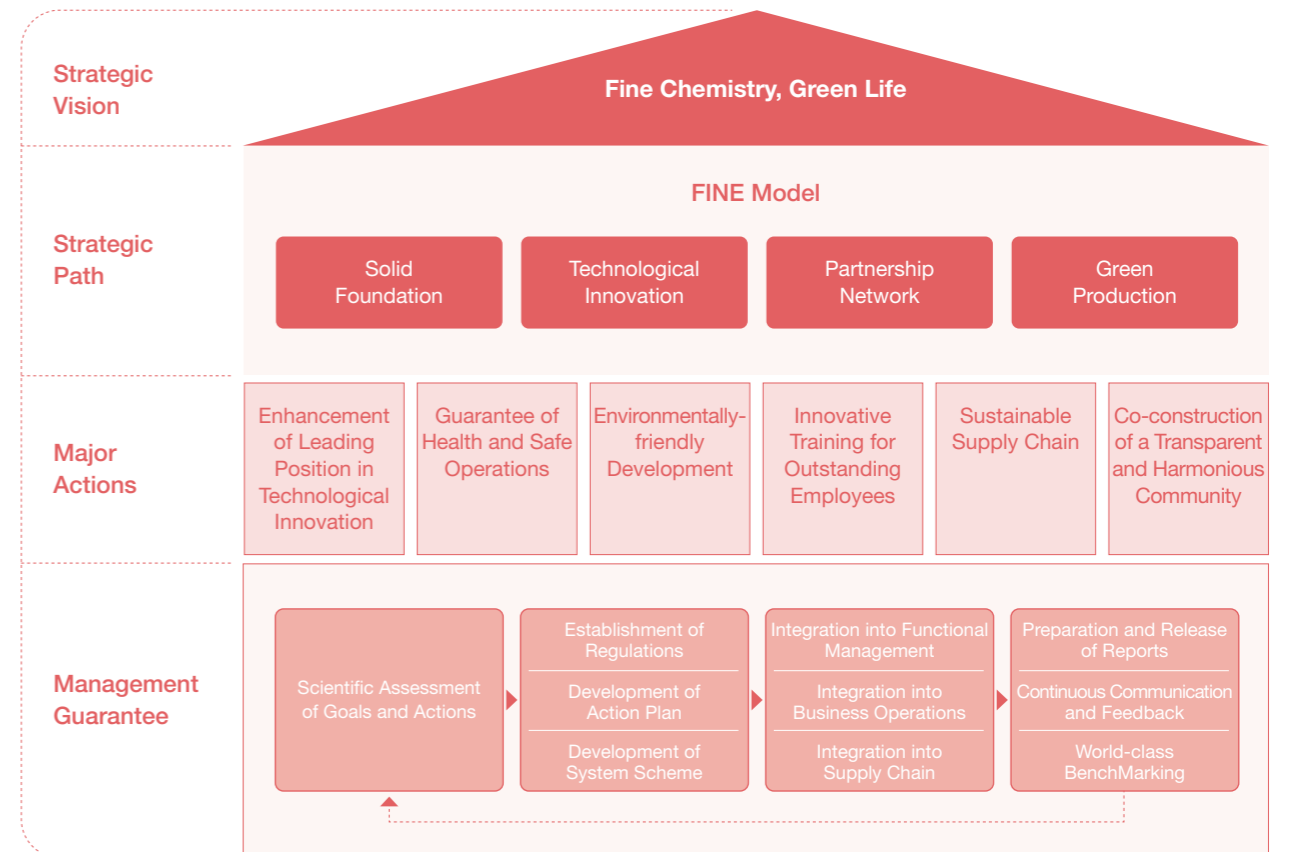 Strategic
Vision
Fine Chemistry, Green Life
Strategic
Path
FINE Model
Solid
Foundation
Technological
Innovation
Partnership
Network
Green
Production
Major
Actions
Enhancement
of Leading
Position in
Technological
Innovation
Guarantee of
Health and Safe
Operations
Environmentally-
friendly
Development
Innovative
Training for
Outstanding
Employees
Sustainable
Supply Chain
Co-construction
of a Transparent
and Harmonious
Community
Management
Guarantee
Scientific Assessment
of Goals and Actions
Establishment of
Regulations
Development of
Action Plan
Development of
System Scheme
Integration into Functional
Management
Integration into
Business Operations
Integration into
Supply Chain
Preparation and Release
of Reports
Continuous Communication
and Feedback
World-class
BenchMarking